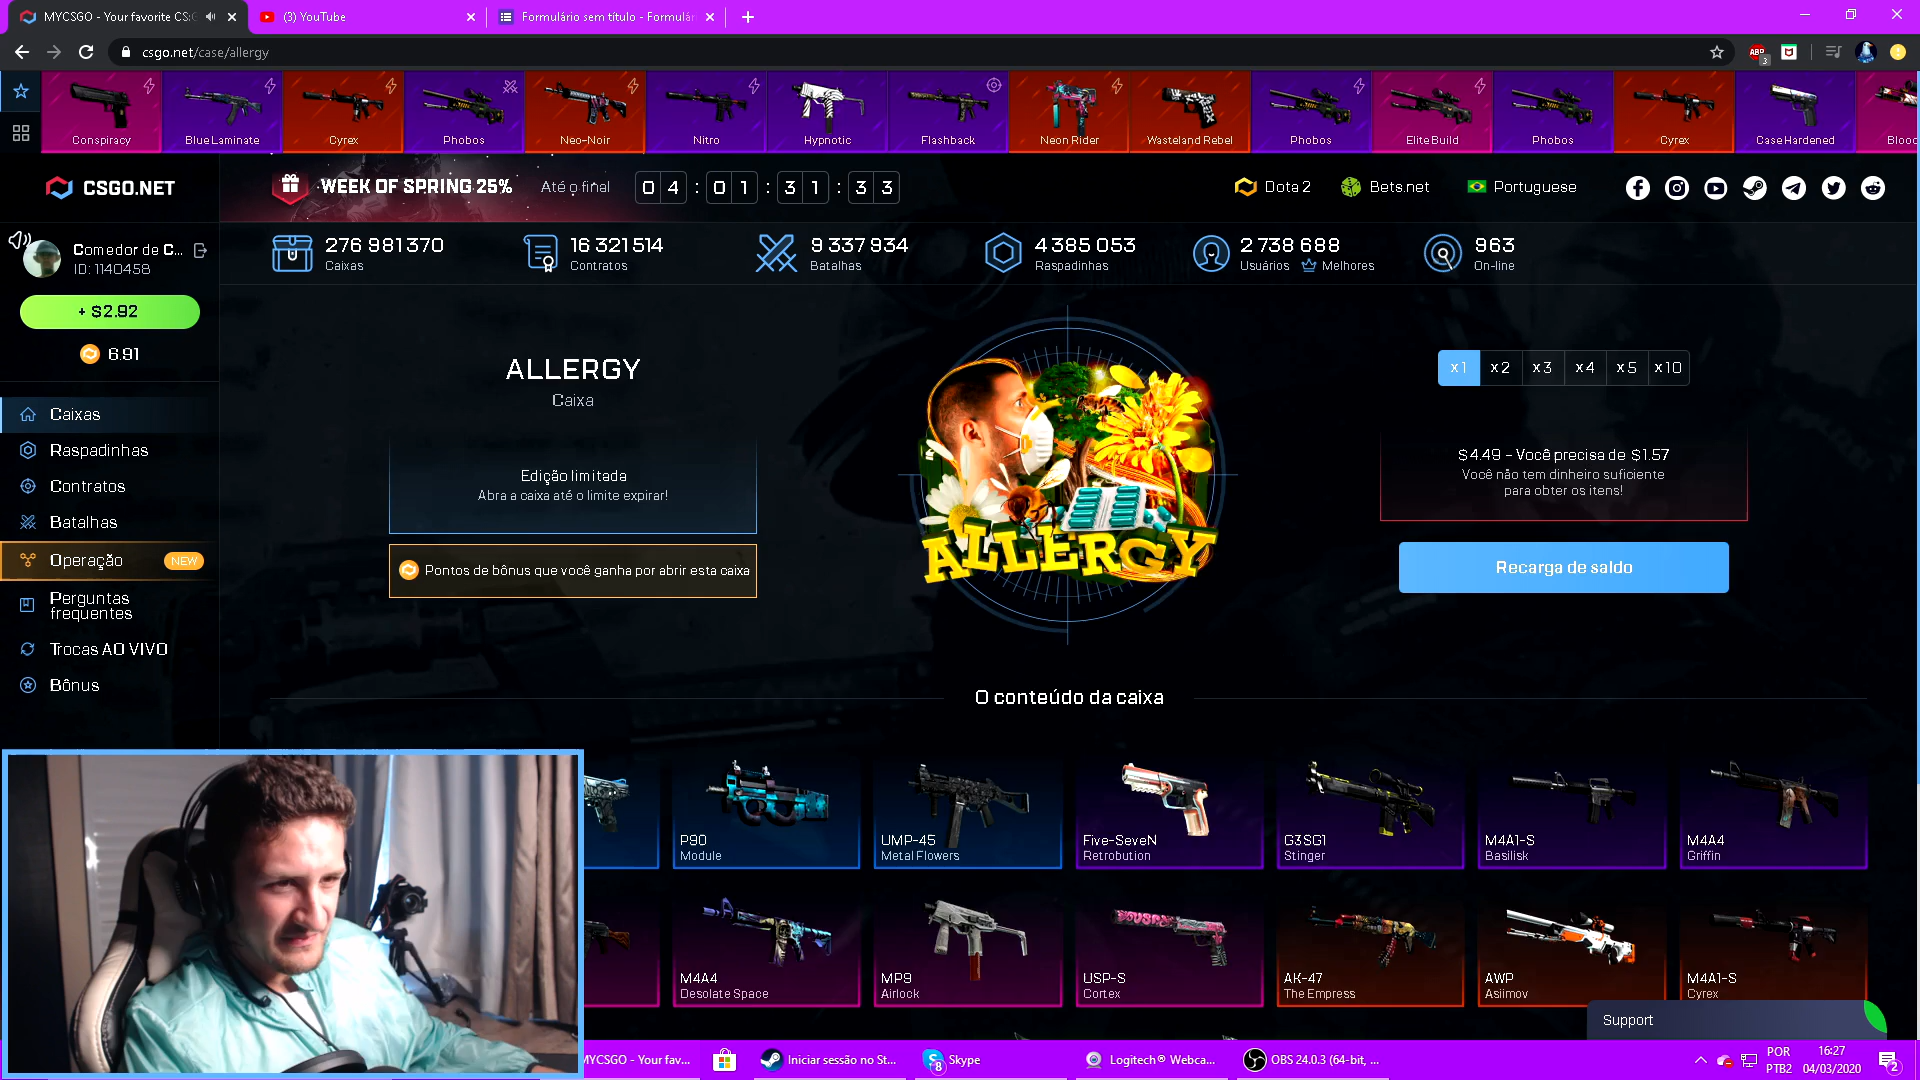 MYCSGO - Your favorite CS:G
(3) YouTube
Formulário sem título - Formulár
csgo.net/case/allergy
Conspiracy
Blue Laminate
Cyrex
Phobos
Neo-Noir
Nitro
Hypnotic
Flashback
Neon Rider
Wasteland Rebel
Phobos
Elite Build
Phobos
Cyrex
Case Hardened
Blood
CSGO.NET
WEEK OF SPRING 25%
Até o final
04 : 01 : 31 : 33
Dota 2
Bets.net
Portuguese
Comedor de C...
ID: 1140458
276 981 370
Caixas
16 321 514
Contratos
9 337 934
Batalhas
4 385 053
Raspadinhas
2 738 688
Usuários
Melhores
963
On-line
+ $2.92
6.91
Caixas
Raspadinhas
Contratos
Batalhas
Operação
NEW
Perguntas
frequentes
Trocas AO VIVO
Bônus
ALLERGY
Caixa
Edição limitada
Abra a caixa até o limite expirar!
Pontos de bônus que você ganha por abrir esta caixa
ALLERGY
x1 x2 x3 x4 x5 x10
$4.49 - Você precisa de $1.57
Você não tem dinheiro suficiente
para obter os itens!
Recarga de saldo
O conteúdo da caixa
P90
Module
UMP-45
Metal Flowers
Five-SeveN
Retrobution
G3SG1
Stinger
M4A1-S
Basilisk
M4A4
Griffin
M4A4
Desolate Space
MP9
Airlock
USP-S
Cortex
AK-47
The Empress
AWP
Asiimov
M4A1-S
Cyrex
Support
MYCSGO - Your fav...
Iniciar sessão no St...
Skype
8
Logitech® Webca...
OBS 24.0.3 (64-bit, ...
POR
PTB2
16:27
04/03/2020
2